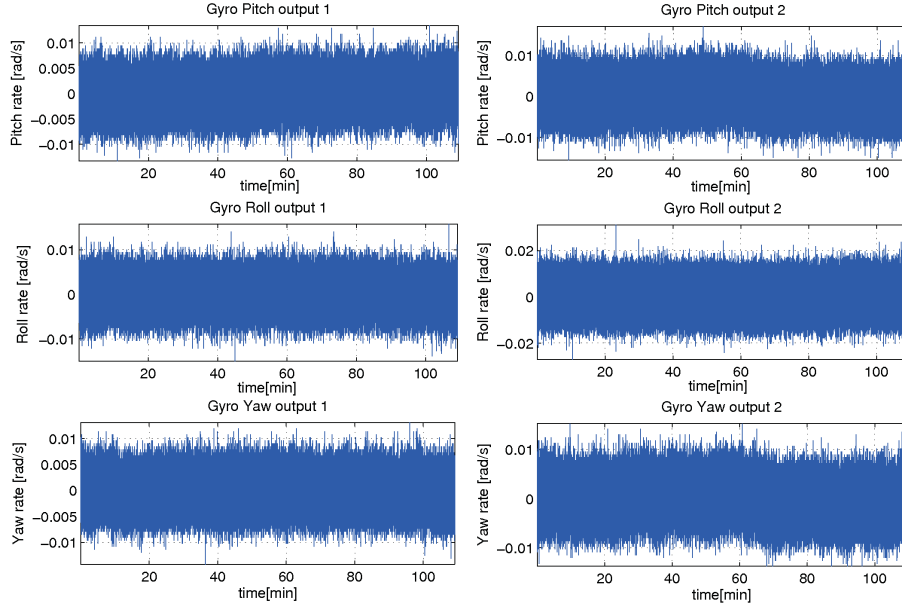 Gyro Pitch output 1
Pitch rate [rad/s]
0.01
0.005
0
−0.005
−0.01
20 40 60 80 100
time[min]
Gyro Pitch output 2
Pitch rate [rad/s]
0.01
0
−0.01
20 40 60 80 100
time[min]
Gyro Roll output 1
Roll rate [rad/s]
0.01
0
−0.01
20 40 60 80 100
time[min]
Gyro Roll output 2
Roll rate [rad/s]
0.02
0
−0.02
20 40 60 80 100
time[min]
Gyro Yaw output 1
Yaw rate [rad/s]
0.01
0.005
0
−0.005
−0.01
20 40 60 80 100
time[min]
Gyro Yaw output 2
Yaw rate [rad/s]
0.01
0
−0.01
20 40 60 80 100
time[min]